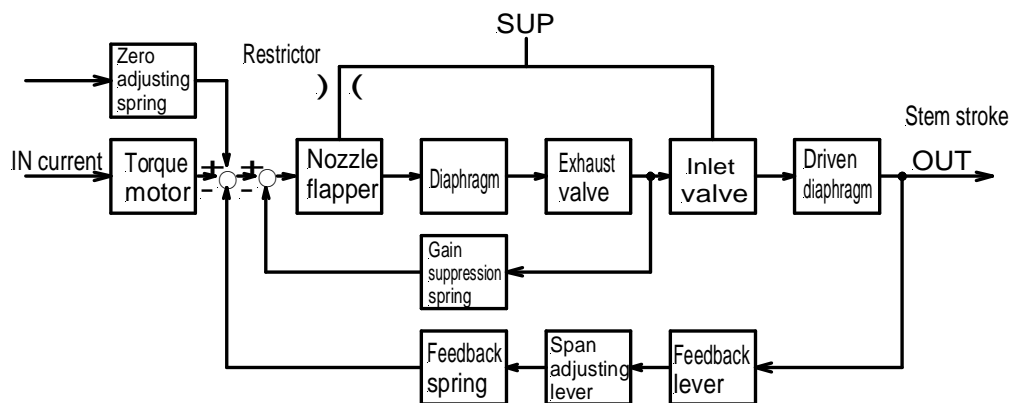 SUP
Zero
adjusting
spring
Restrictor
) (
Stem stroke
IN current
Torque
motor
+
-
+
-
Nozzle
flapper
Diaphragm
Exhaust
valve
Inlet
valve
Driven
diaphragm
OUT
Gain
suppression
spring
Feedback
spring
Span
adjusting
lever
Feedback
lever